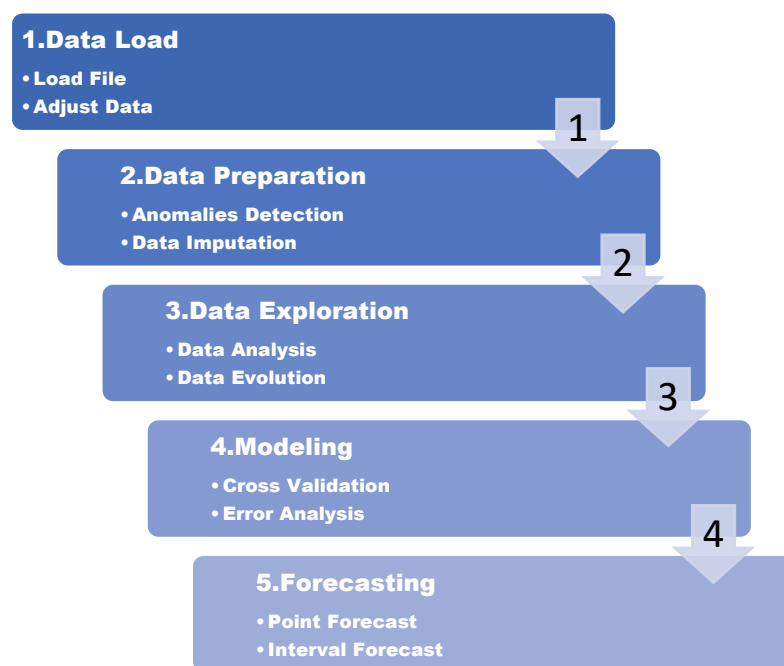 1.Data Load
• Load File
• Adjust Data
1
2.Data Preparation
• Anomalies Detection
• Data Imputation
2
3.Data Exploration
• Data Analysis
• Data Evolution
3
4.Modeling
• Cross Validation
• Error Analysis
4
5.Forecasting
• Point Forecast
• Interval Forecast